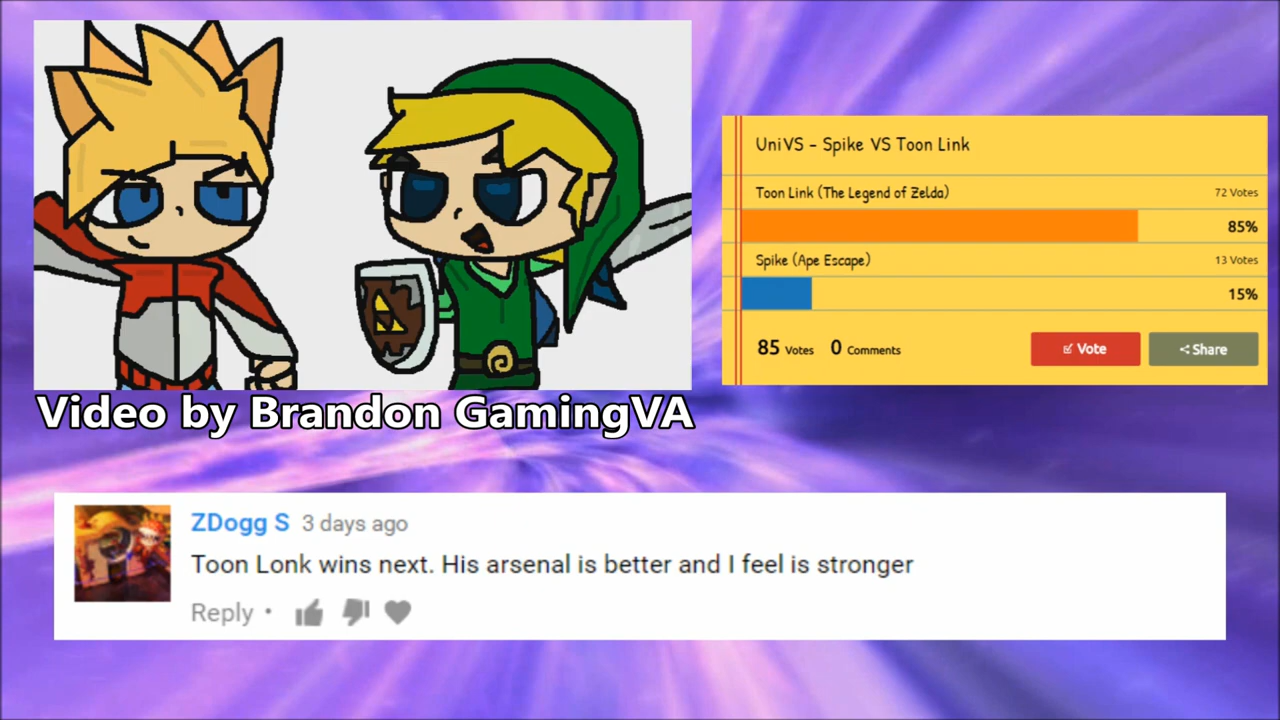 UniVS - Spike VS Toon Link
Toon Link (The Legend of Zelda) 72 Votes
85%
Spike (Ape Escape) 13 Votes
15%
85 Votes 0 Comments Vote Share
Video by Brandon GamingVA
ZDogg S 3 days ago
Toon Lonk wins next. His arsenal is better and I feel is stronger
Reply •